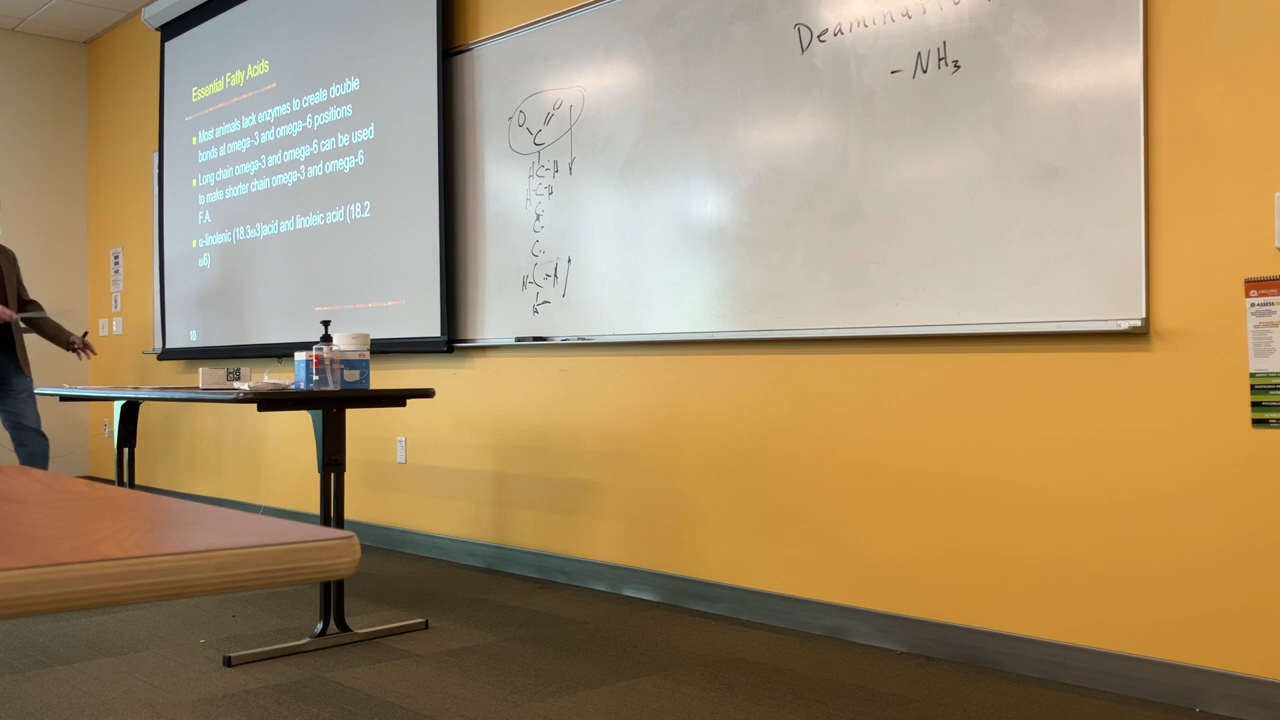 Essential Fatty Acids
Most animals lack enzymes to create double
bonds at omega-3 and omega-6 positions
Long chain omega-3 and omega-6 can be used
to make shorter chain omega-3 and omega-6
F.A.
α-linolenic (18.3ω3)acid and linoleic acid (18.2
ω6)
10
Deamination
-NH3
O O
C
H C-H
H-C-H
C
C
C
C
ASSESS